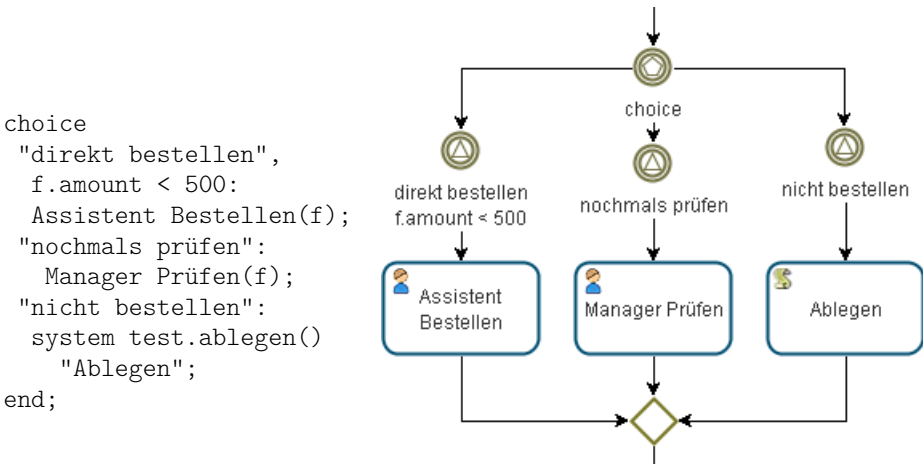 choice
"direkt bestellen",
f.amount < 500:
Assistent Bestellen(f);
"nochmals prüfen":
Manager Prüfen(f);
"nicht bestellen":
system test.ablegen()
"Ablegen";
end;
choice
direkt bestellen
f.amount < 500
nochmals prüfen
nicht bestellen
Assistent
Bestellen
Manager Prüfen
Ablegen